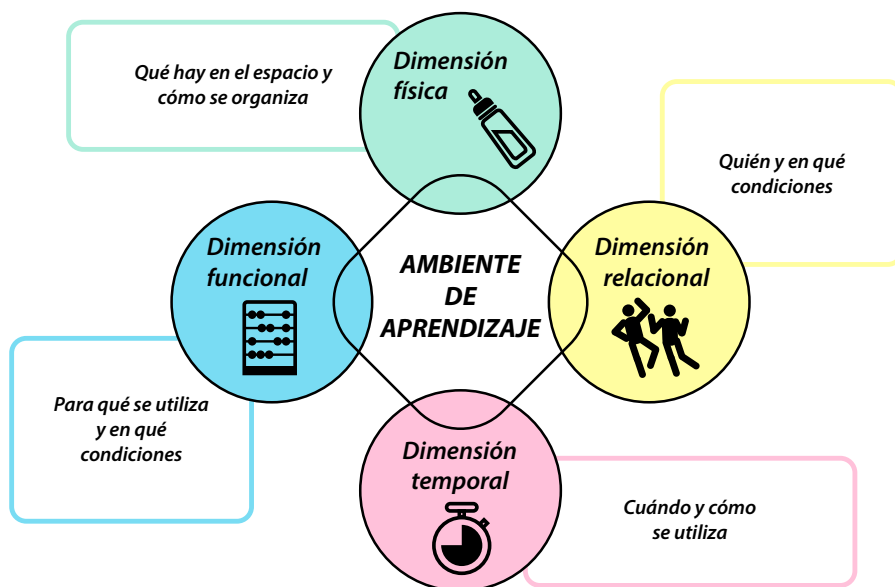 Qué hay en el espacio y
cómo se organiza
Dimensión
física
Quién y en qué
condiciones
Dimensión
funcional
AMBIENTE
DE
APRENDIZAJE
Dimensión
relacional
Para qué se utiliza
y en qué
condiciones
Dimensión
temporal
Cuándo y cómo
se utiliza